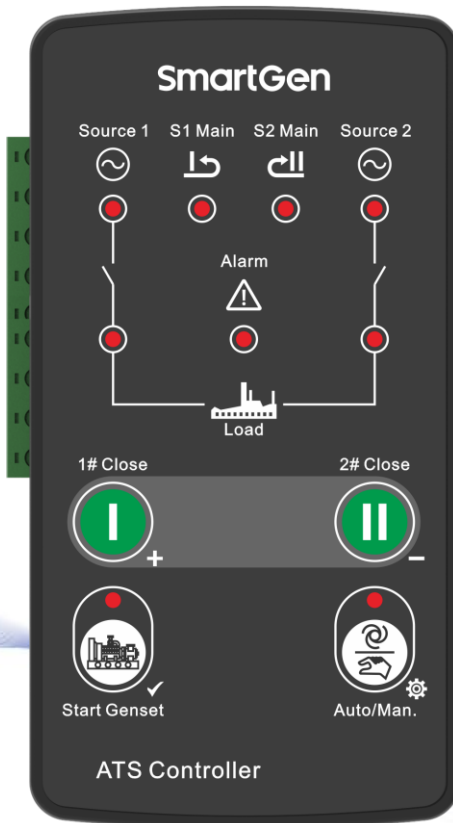 SmartGen
Source 1 S1 Main S2 Main Source 2
Alarm
Load
1# Close 2# Close
I II
+ −
Start Genset Auto/Man.
ATS Controller